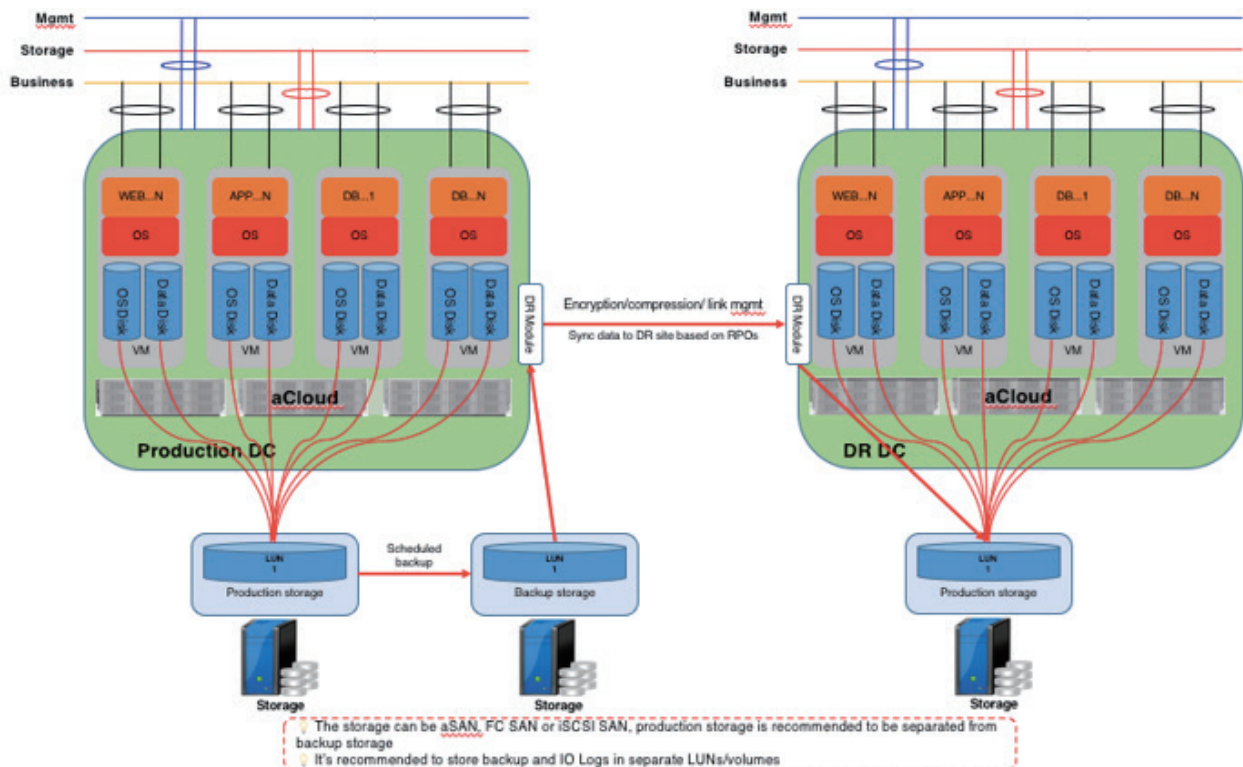 Mgmt
Storage
Business
WEB...N
APP...N
DB...1
DB...N
OS
OS
OS
OS
OS Disk
Data Disk
OS Disk
Data Disk
OS Disk
Data Disk
OS Disk
Data Disk
VM
VM
VM
VM
aCloud
Production DC
DR Module
Encryption/compression/ link mgmt
Sync data to DR site based on RPOs
Mgmt
Storage
Business
WEB...N
APP...N
DB...1
DB...N
OS
OS
OS
OS
OS Disk
Data Disk
OS Disk
Data Disk
OS Disk
Data Disk
OS Disk
Data Disk
DR Module
VM
VM
VM
VM
aCloud
DR DC
LUN
1
Production storage
Scheduled
backup
LUN
1
Backup storage
LUN
1
Production storage
Storage
Storage
Storage
The storage can be aSAN, FC SAN or iSCSI SAN, production storage is recommended to be separated from
backup storage
It's recommended to store backup and IO Logs in separate LUNs/volumes